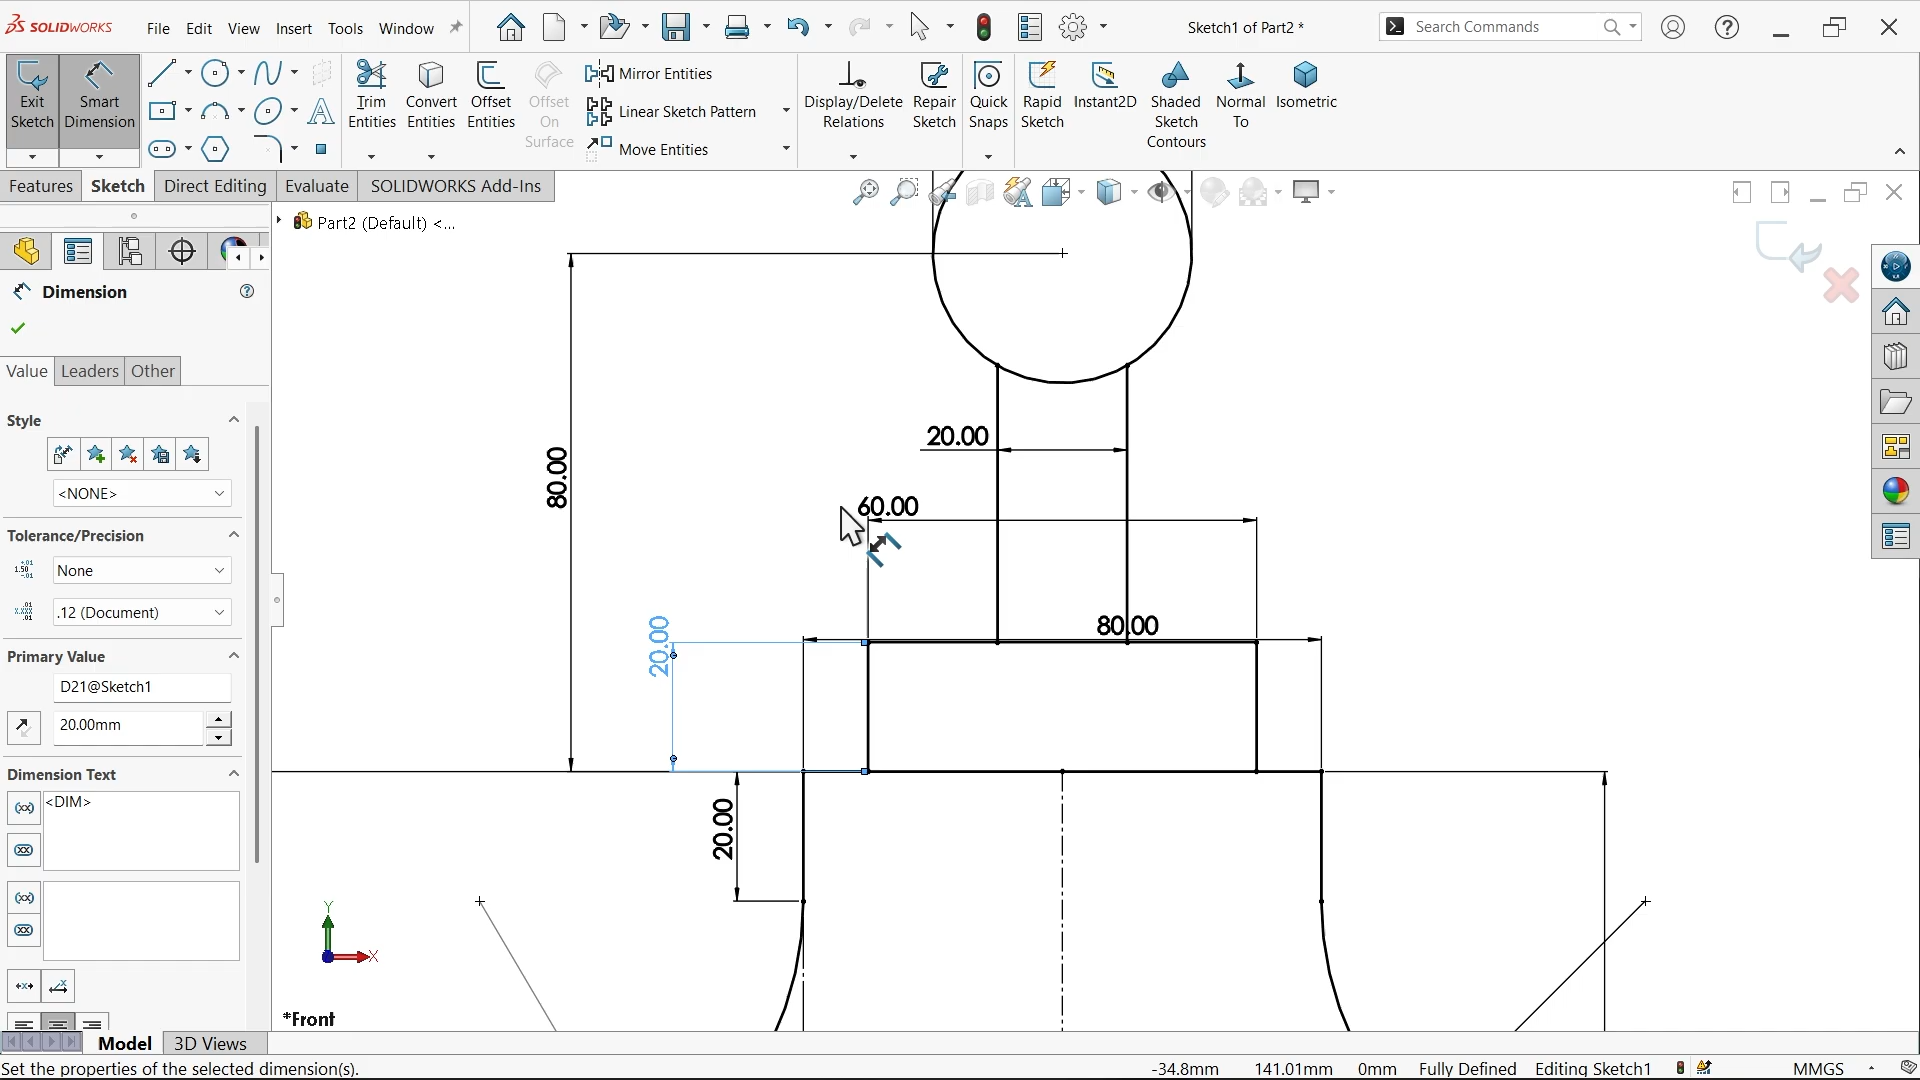 SOLIDWORKS
File Edit View Insert Tools Window
Sketch1 of Part2 *
Search Commands
Exit Sketch
Smart Dimension
Trim Entities
Convert Entities
Offset Entities
Offset On Surface
Mirror Entities
Linear Sketch Pattern
Move Entities
Display/Delete Relations
Repair Sketch
Quick Snaps
Rapid Sketch
Instant2D
Shaded Sketch Contours
Normal To
Isometric
Features Sketch Direct Editing Evaluate SOLIDWORKS Add-Ins
Part2 (Default) <...
Dimension
Value Leaders Other
Style
<NONE>
Tolerance/Precision
None
.12 (Document)
Primary Value
D21@Sketch1
20.00mm
Dimension Text
<DIM>
80.00
20.00
60.00
20.00
80.00
20.00
Y
X
*Front
Model 3D Views
Set the properties of the selected dimension(s).
-34.8mm 141.01mm 0mm Fully Defined Editing Sketch1 MMGS